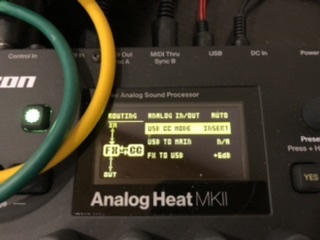 Control In
Out
Sync A
MIDI Thru
Sync B
USB
DC In
Power
Analog Sound Processor
ROUTING ANALOG IN/OUT AUTO
IN USB CC MODE INSERT
USB TO MAIN N/A
FX+CC FX TO USB +6dB
OUT
Preset
Press + H
YES
Analog Heat MKII